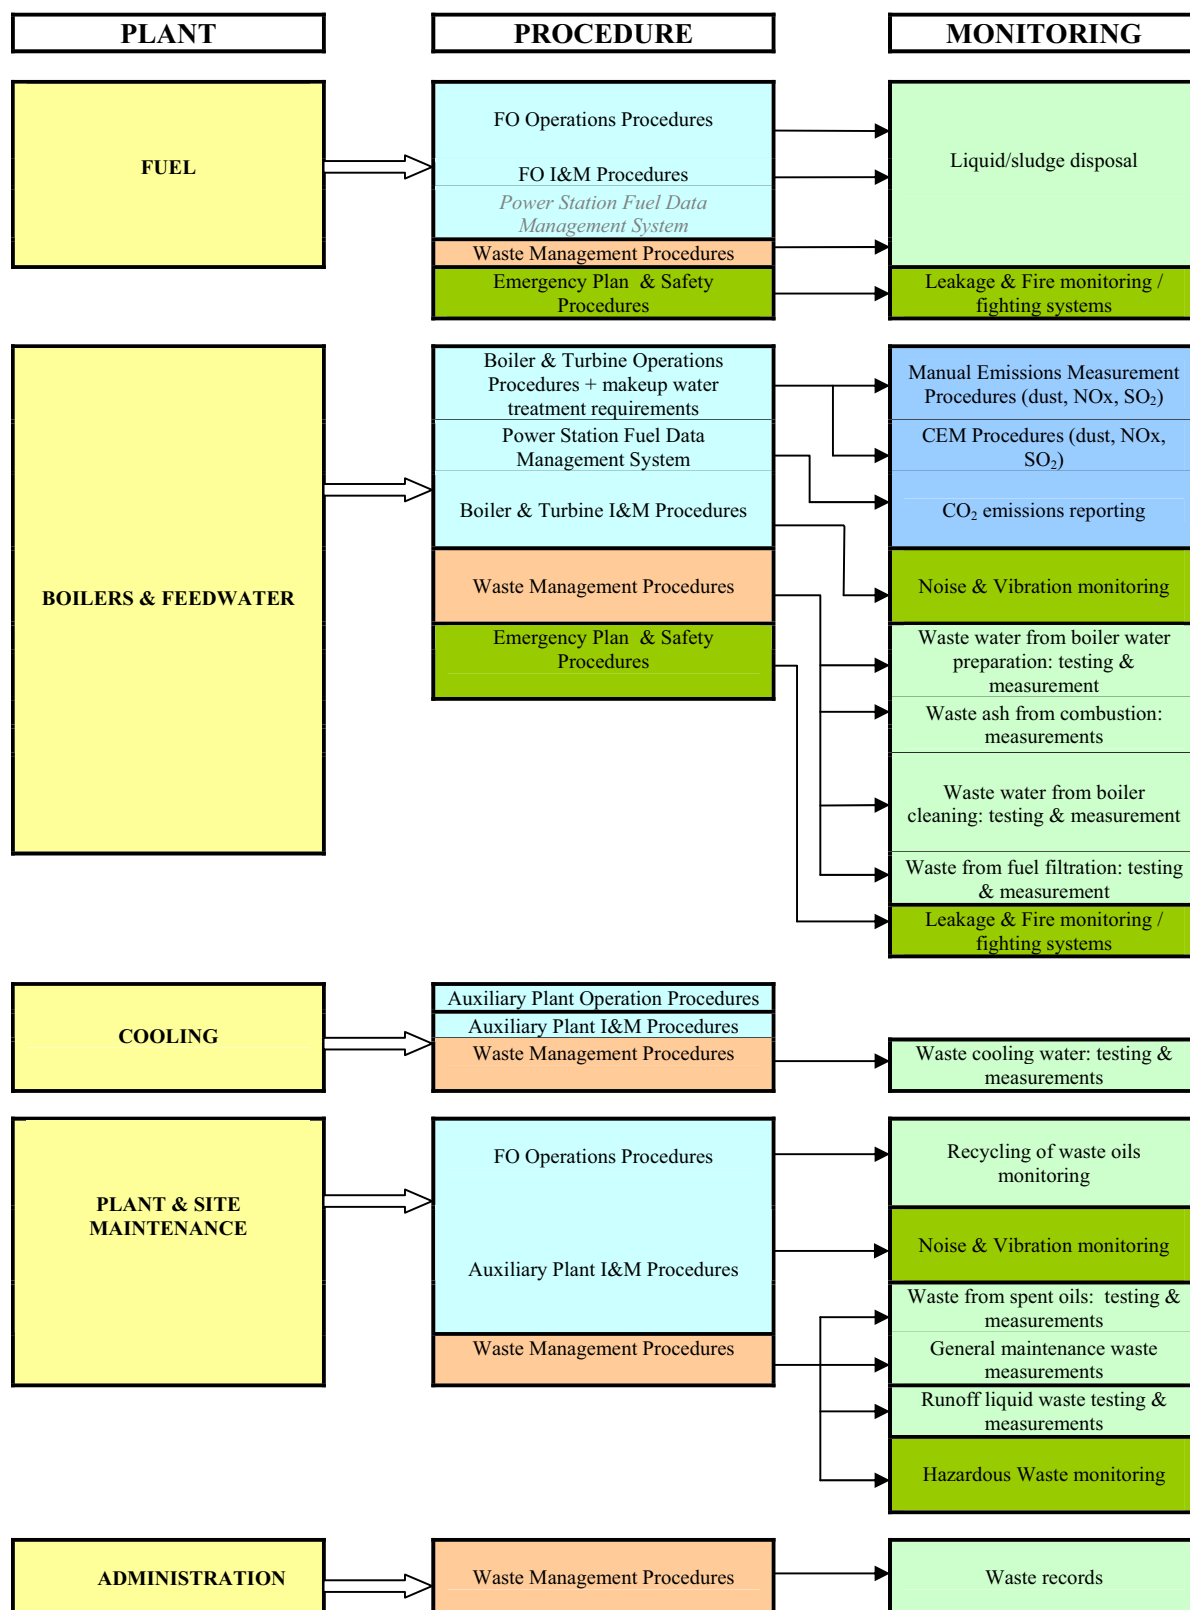 PLANT
PROCEDURE
MONITORING
FUEL
FO Operations Procedures
FO I&M Procedures
Power Station Fuel Data
Management System
Waste Management Procedures
Emergency Plan & Safety
Procedures
Liquid/sludge disposal
Leakage & Fire monitoring /
fighting systems
BOILERS & FEEDWATER
Boiler & Turbine Operations
Procedures + makeup water
treatment requirements
Power Station Fuel Data
Management System
Boiler & Turbine I&M Procedures
Waste Management Procedures
Emergency Plan & Safety
Procedures
Manual Emissions Measurement
Procedures (dust, NOx, SO₂)
CEM Procedures (dust, NOx,
SO₂)
CO₂ emissions reporting
Noise & Vibration monitoring
Waste water from boiler water
preparation: testing &
measurement
Waste ash from combustion:
measurements
Waste water from boiler
cleaning: testing & measurement
Waste from fuel filtration: testing
& measurement
Leakage & Fire monitoring /
fighting systems
COOLING
Auxiliary Plant Operation Procedures
Auxiliary Plant I&M Procedures
Waste Management Procedures
Waste cooling water: testing &
measurements
PLANT & SITE
MAINTENANCE
FO Operations Procedures
Auxiliary Plant I&M Procedures
Waste Management Procedures
Recycling of waste oils
monitoring
Noise & Vibration monitoring
Waste from spent oils: testing &
measurements
General maintenance waste
measurements
Runoff liquid waste testing &
measurements
Hazardous Waste monitoring
ADMINISTRATION
Waste Management Procedures
Waste records